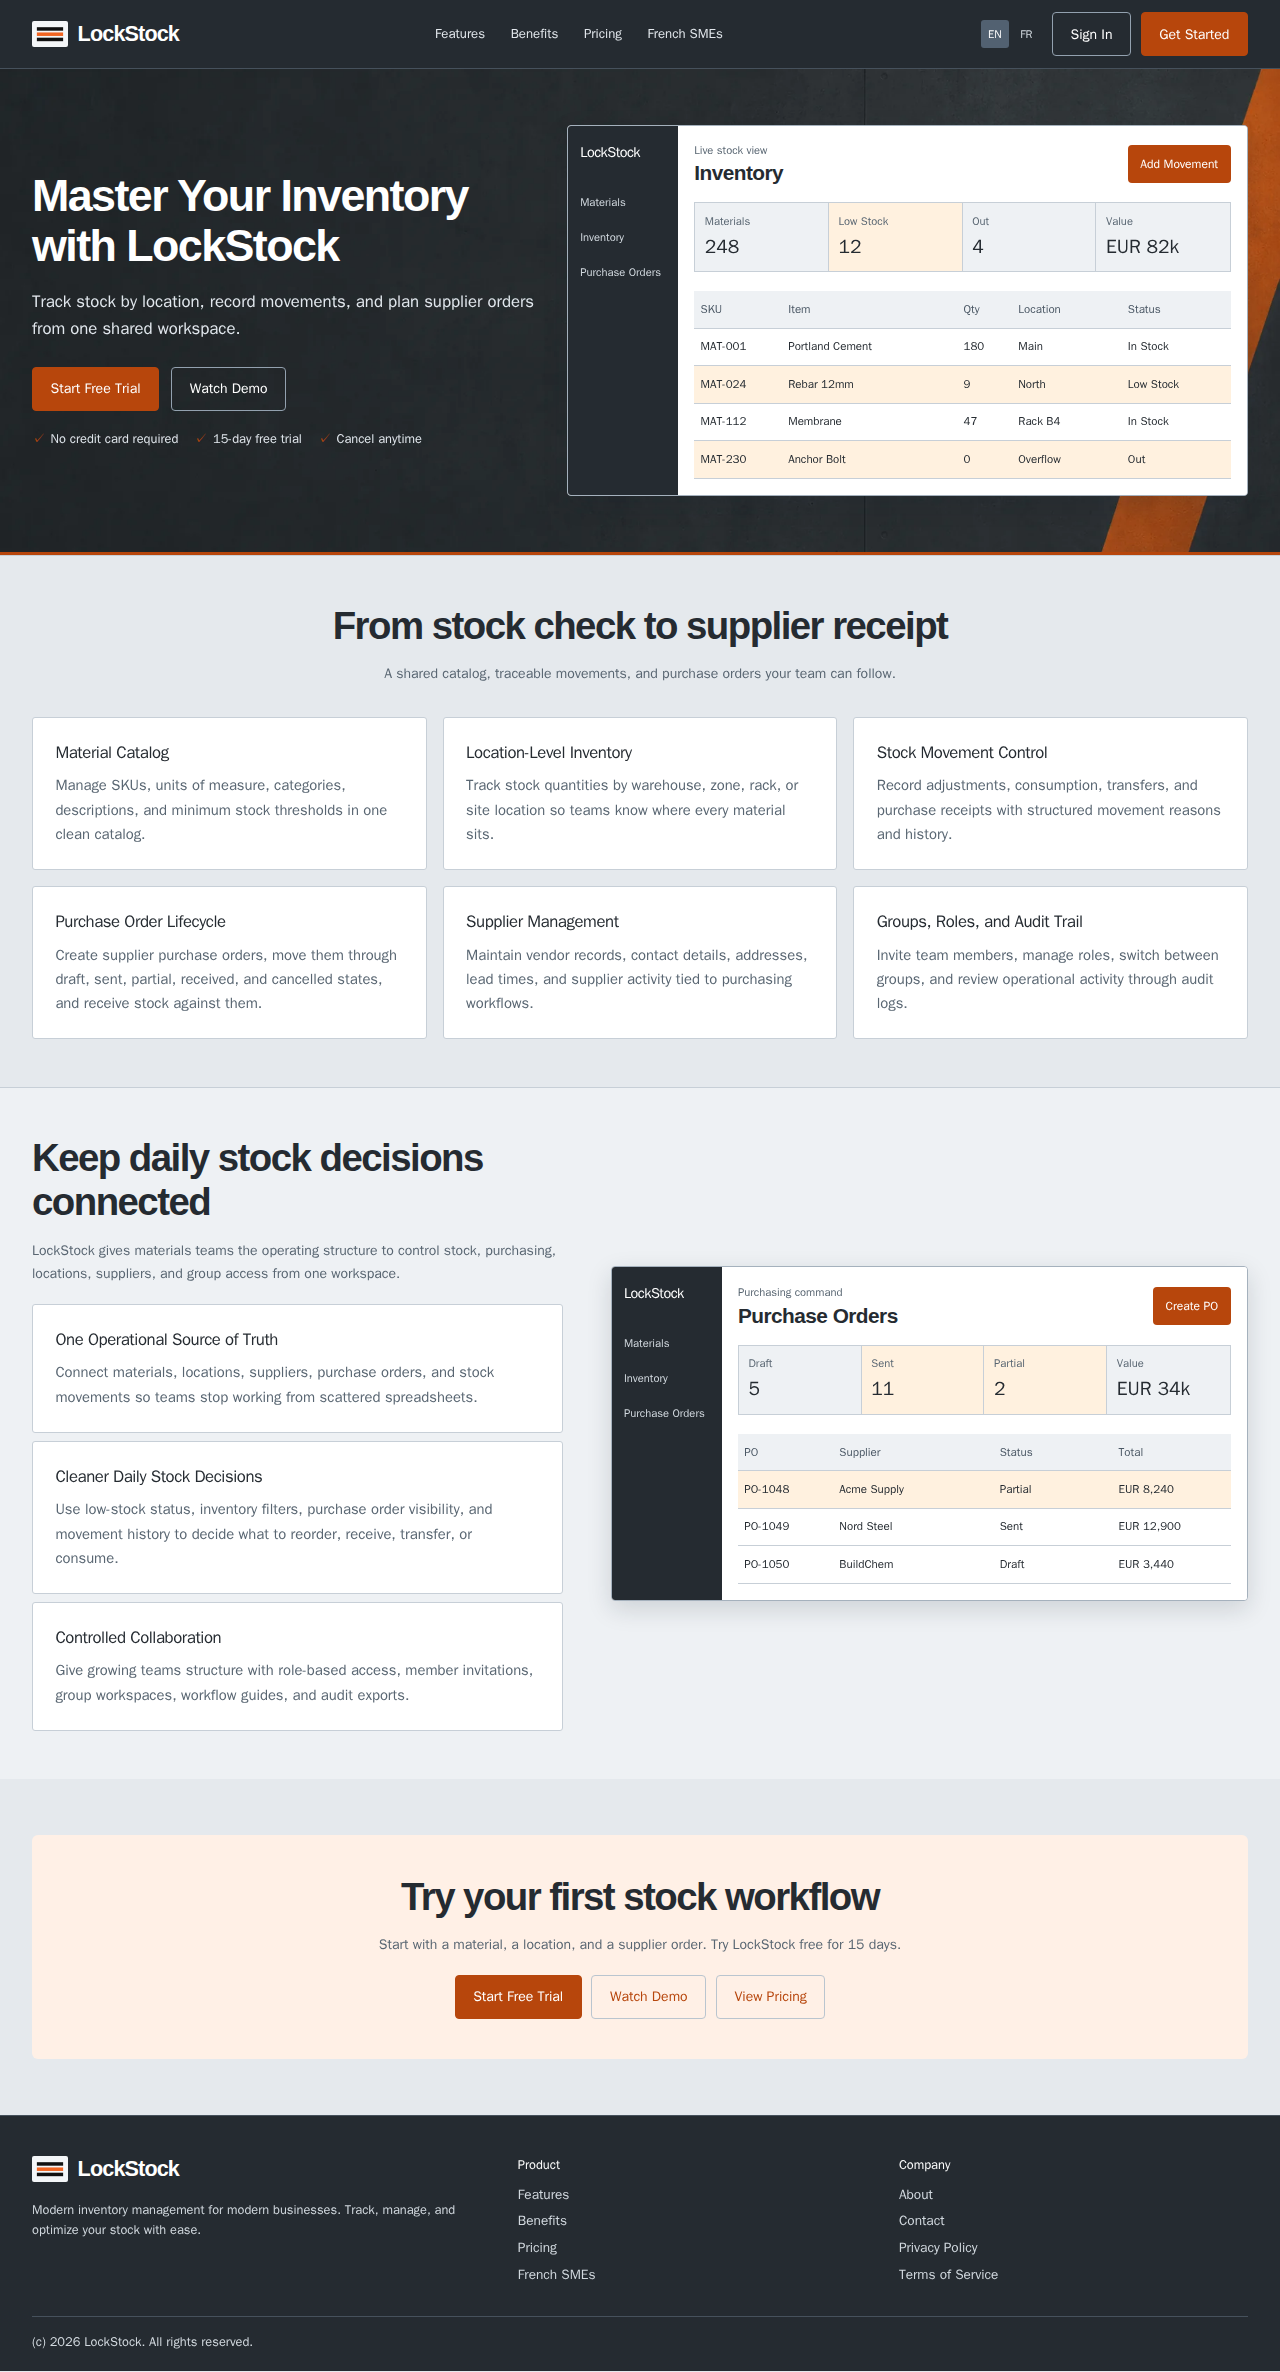 LockStock
Features Benefits Pricing French SMEs
EN FR Sign In Get Started
Master Your Inventory
with LockStock
Track stock by location, record movements, and plan supplier orders
from one shared workspace.
Start Free Trial Watch Demo
✓ No credit card required ✓ 15-day free trial ✓ Cancel anytime
LockStock
Materials
Inventory
Purchase Orders
Live stock view
Inventory
Add Movement
Materials Low Stock Out Value
248 12 4 EUR 82k
SKU Item Qty Location Status
MAT-001 Portland Cement 180 Main In Stock
MAT-024 Rebar 12mm 9 North Low Stock
MAT-112 Membrane 47 Rack B4 In Stock
MAT-230 Anchor Bolt 0 Overflow Out
From stock check to supplier receipt
A shared catalog, traceable movements, and purchase orders your team can follow.
Material Catalog
Manage SKUs, units of measure, categories,
descriptions, and minimum stock thresholds in one
clean catalog.
Location-Level Inventory
Track stock quantities by warehouse, zone, rack, or
site location so teams know where every material
sits.
Stock Movement Control
Record adjustments, consumption, transfers, and
purchase receipts with structured movement reasons
and history.
Purchase Order Lifecycle
Create supplier purchase orders, move them through
draft, sent, partial, received, and cancelled states,
and receive stock against them.
Supplier Management
Maintain vendor records, contact details, addresses,
lead times, and supplier activity tied to purchasing
workflows.
Groups, Roles, and Audit Trail
Invite team members, manage roles, switch between
groups, and review operational activity through audit
logs.
Keep daily stock decisions
connected
LockStock gives materials teams the operating structure to control stock, purchasing,
locations, suppliers, and group access from one workspace.
One Operational Source of Truth
Connect materials, locations, suppliers, purchase orders, and stock
movements so teams stop working from scattered spreadsheets.
Cleaner Daily Stock Decisions
Use low-stock status, inventory filters, purchase order visibility, and
movement history to decide what to reorder, receive, transfer, or
consume.
Controlled Collaboration
Give growing teams structure with role-based access, member invitations,
group workspaces, workflow guides, and audit exports.
LockStock
Materials
Inventory
Purchase Orders
Purchasing command
Purchase Orders
Create PO
Draft Sent Partial Value
5 11 2 EUR 34k
PO Supplier Status Total
PO-1048 Acme Supply Partial EUR 8,240
PO-1049 Nord Steel Sent EUR 12,900
PO-1050 BuildChem Draft EUR 3,440
Try your first stock workflow
Start with a material, a location, and a supplier order. Try LockStock free for 15 days.
Start Free Trial Watch Demo View Pricing
LockStock
Modern inventory management for modern businesses. Track, manage, and
optimize your stock with ease.
Product
Features
Benefits
Pricing
French SMEs
Company
About
Contact
Privacy Policy
Terms of Service
(c) 2026 LockStock. All rights reserved.